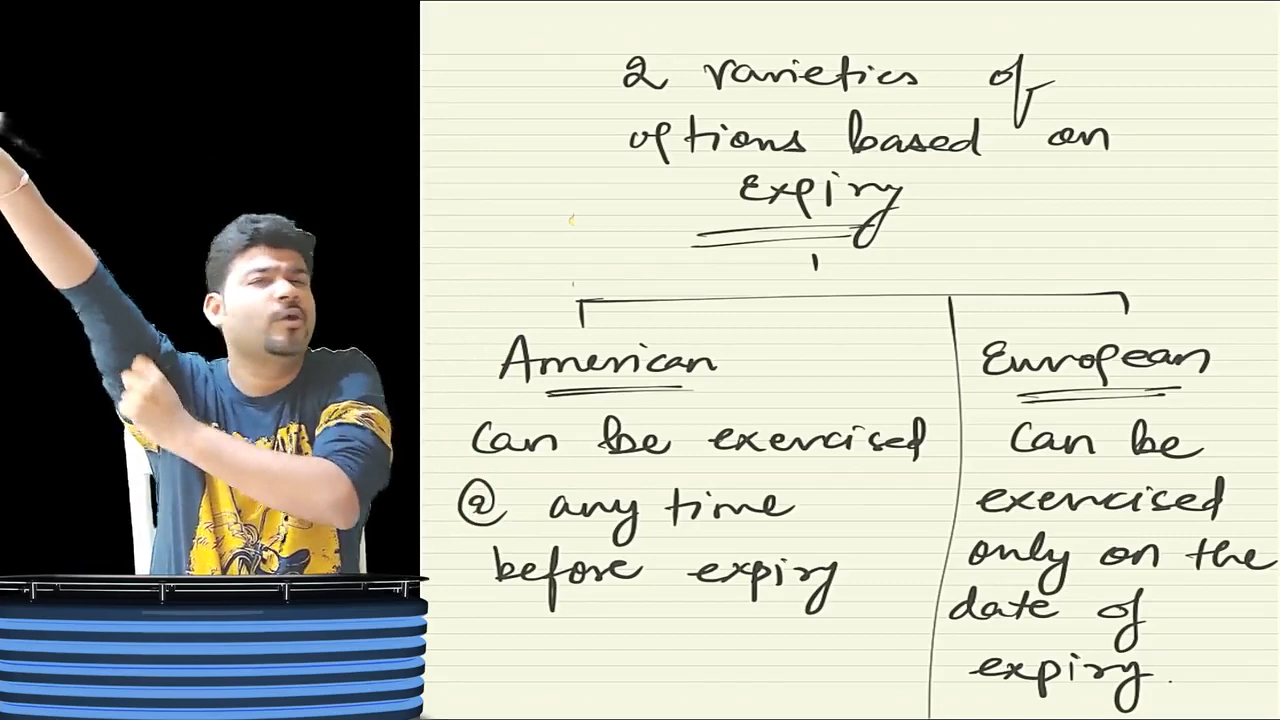 2 varieties of
options based on
Expiry
American
can be exercised
@ any time
before expiry
European
can be
exercised
only on the
date of
expiry.